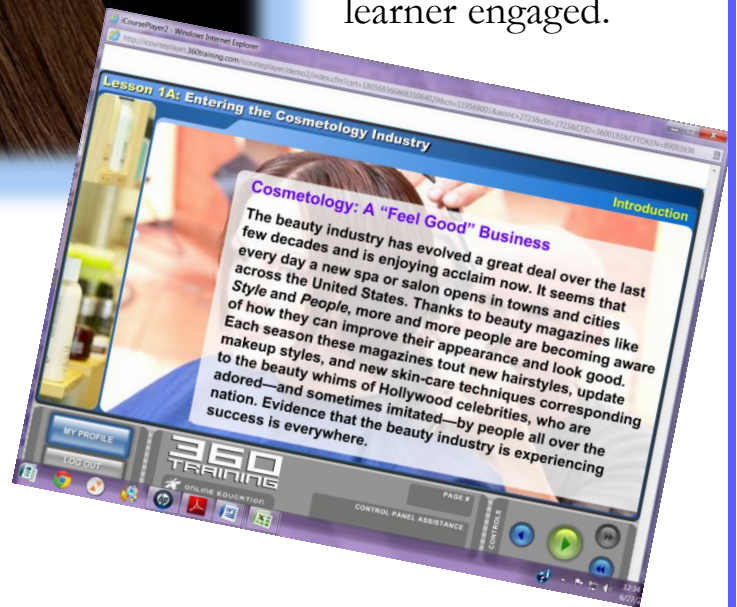 learner engaged.
iCoursePlayer2 - Windows Internet Explorer
Lesson 1A: Entering the Cosmetology Industry
Introduction
Cosmetology: A “Feel Good” Business
The beauty industry has evolved a great deal over the last
few decades and is enjoying acclaim now. It seems that
every day a new spa or salon opens in towns and cities
across the United States. Thanks to beauty magazines like
Style and People, more and more people are becoming aware
of how they can improve their appearance and look good.
Each season these magazines tout new hairstyles, update
makeup styles, and new skin-care techniques corresponding
to the beauty whims of Hollywood celebrities, who are
adored—and sometimes imitated—by people all over the
nation. Evidence that the beauty industry is experiencing
success is everywhere.
MY PROFILE
LOG OUT
360
TRAINING
ONLINE EDUCATION
PAGE #
CONTROL PANEL ASSISTANCE
CONTROLS
12:34